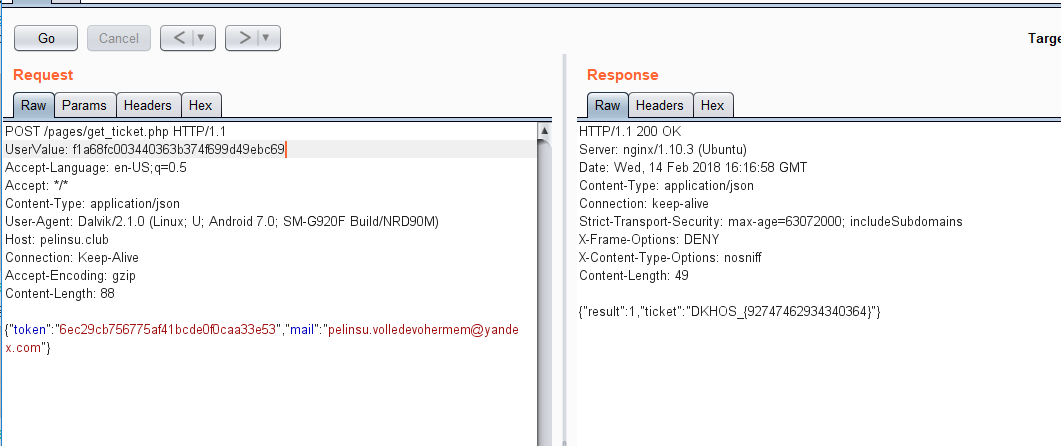 Go Cancel < > Targe
Request
Raw Params Headers Hex
POST /pages/get_ticket.php HTTP/1.1
UserValue: f1a68fc003440363b374f699d49ebc69
Accept-Language: en-US;q=0.5
Accept: */*
Content-Type: application/json
User-Agent: Dalvik/2.1.0 (Linux; U; Android 7.0; SM-G920F Build/NRD90M)
Host: pelinsu.club
Connection: Keep-Alive
Accept-Encoding: gzip
Content-Length: 88
{"token":"6ec29cb756775af41bcde0f0caa33e53","mail":"pelinsu.volledevohermem@yande
x.com"}
Response
Raw Headers Hex
HTTP/1.1 200 OK
Server: nginx/1.10.3 (Ubuntu)
Date: Wed, 14 Feb 2018 16:16:58 GMT
Content-Type: application/json
Connection: keep-alive
Strict-Transport-Security: max-age=63072000; includeSubdomains
X-Frame-Options: DENY
X-Content-Type-Options: nosniff
Content-Length: 49
{"result":1,"ticket":"DKHOS_{92747462934340364}"}